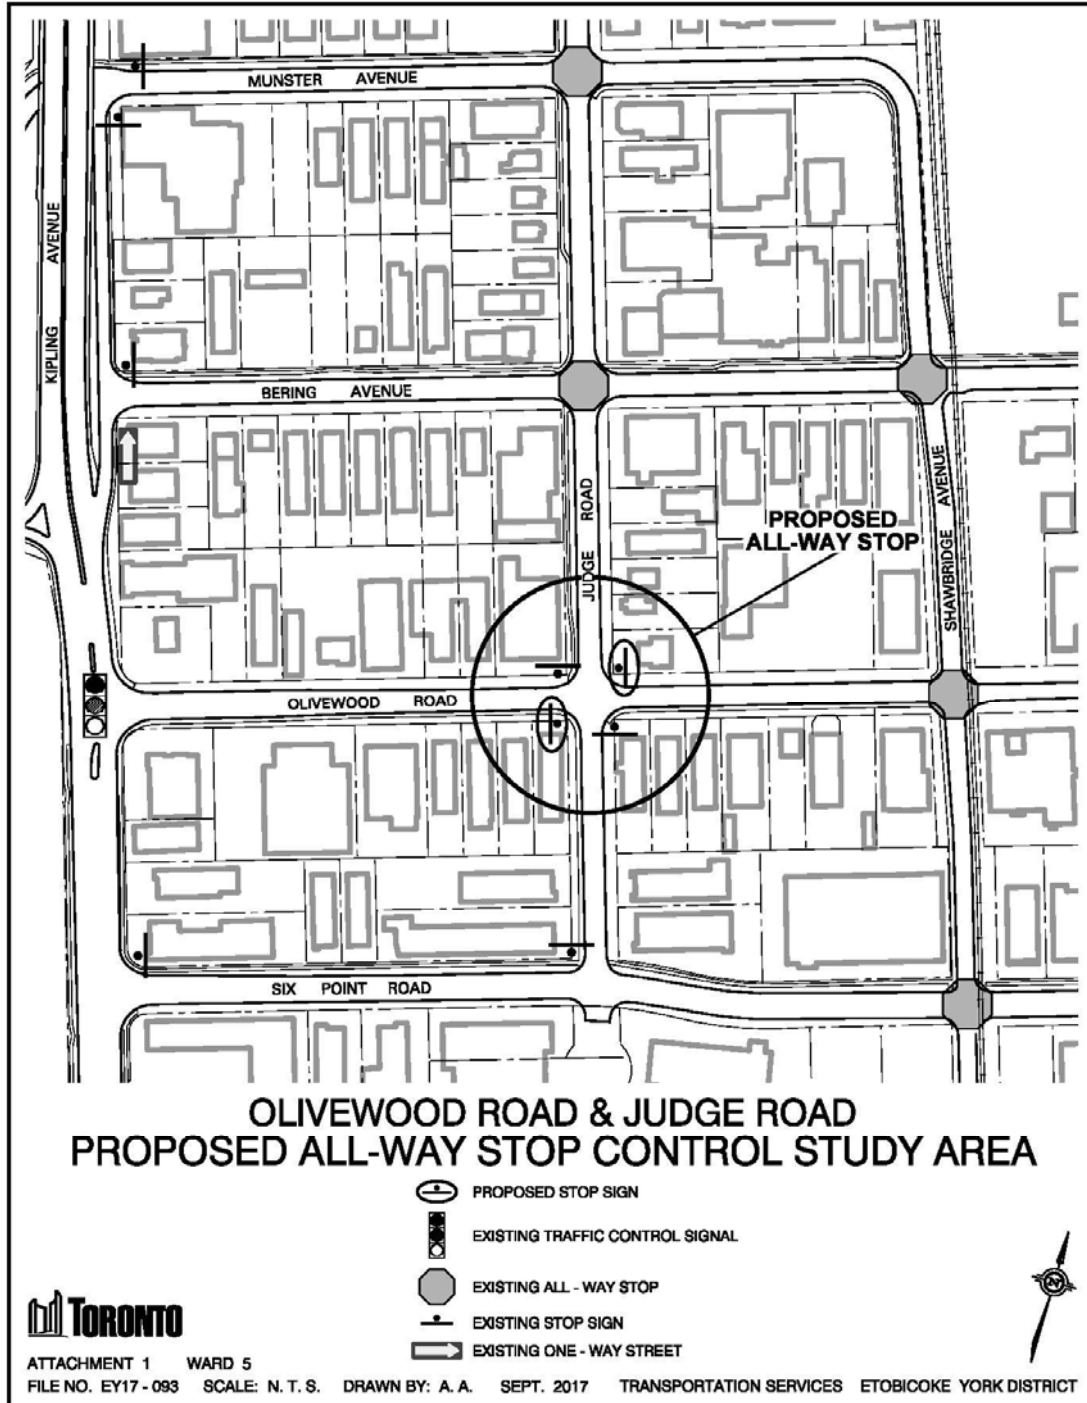 MUNSTER AVENUE
KIPLING AVENUE
BERING AVENUE
JUDGE ROAD
PROPOSED
ALL-WAY STOP
SHAWBRIDGE AVENUE
OLIVEWOOD ROAD
SIX POINT ROAD
OLIVEWOOD ROAD & JUDGE ROAD
PROPOSED ALL-WAY STOP CONTROL STUDY AREA
PROPOSED STOP SIGN
EXISTING TRAFFIC CONTROL SIGNAL
EXISTING ALL - WAY STOP
EXISTING STOP SIGN
EXISTING ONE - WAY STREET
N
TORONTO
ATTACHMENT 1 WARD 5
FILE NO. EY17 - 093 SCALE: N. T. S. DRAWN BY: A. A. SEPT. 2017 TRANSPORTATION SERVICES ETOBICOKE YORK DISTRICT